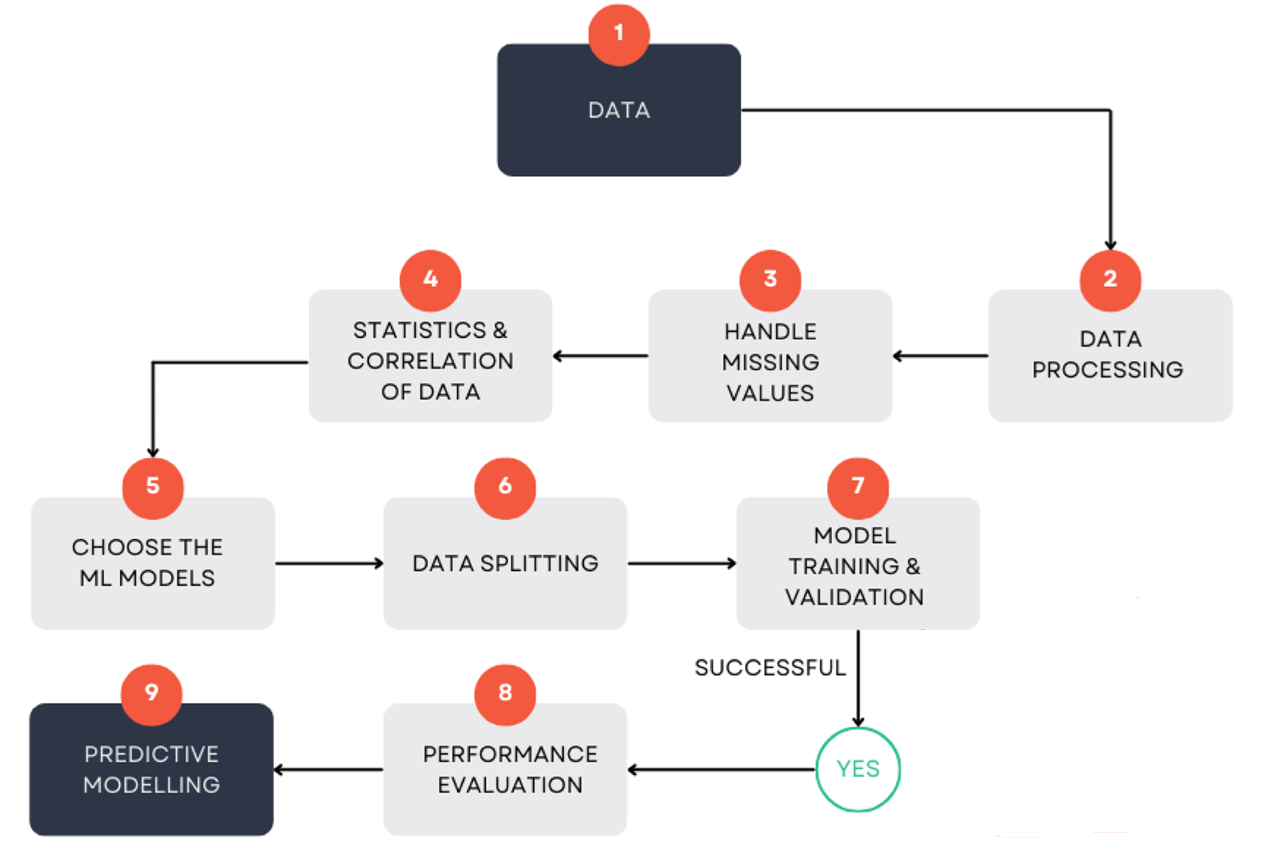 1
DATA
2
DATA
PROCESSING
3
HANDLE
MISSING
VALUES
4
STATISTICS &
CORRELATION
OF DATA
5
CHOOSE THE
ML MODELS
6
DATA SPLITTING
7
MODEL
TRAINING &
VALIDATION
SUCCESSFUL
YES
8
PERFORMANCE
EVALUATION
9
PREDICTIVE
MODELLING